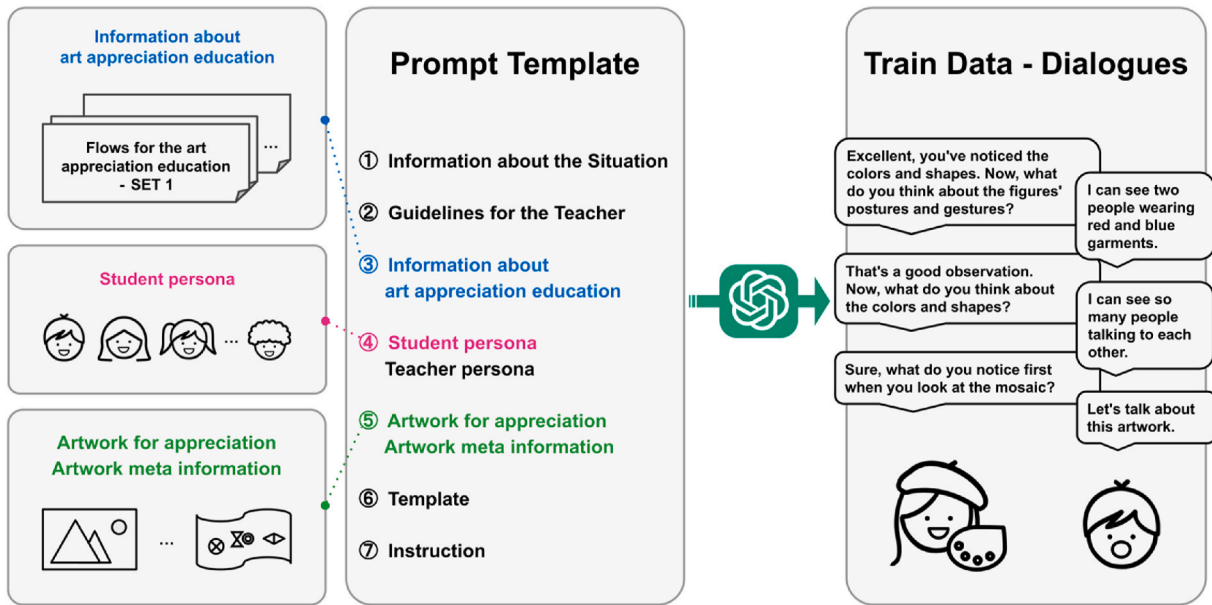 Information about
art appreciation education
Flows for the art
appreciation education
- SET 1
...
Student persona
...
Artwork for appreciation
Artwork meta information
...
Prompt Template
① Information about the Situation
② Guidelines for the Teacher
③ Information about
art appreciation education
④ Student persona
Teacher persona
⑤ Artwork for appreciation
Artwork meta information
⑥ Template
⑦ Instruction
Train Data - Dialogues
Excellent, you've noticed the
colors and shapes. Now, what
do you think about the figures'
postures and gestures?
I can see two
people wearing
red and blue
garments.
That's a good observation.
Now, what do you think about
the colors and shapes?
I can see so
many people
talking to each
other.
Sure, what do you notice first
when you look at the mosaic?
Let's talk about
this artwork.